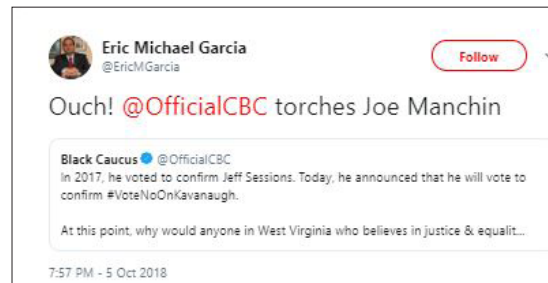 Eric Michael Garcia
@EricMGarcia
Follow
Ouch! @OfficialCBC torches Joe Manchin
Black Caucus @OfficialCBC
In 2017, he voted to confirm Jeff Sessions. Today, he announced that he will vote to
confirm #VoteNoOnKavanaugh.
At this point, why would anyone in West Virginia who believes in justice & equalit...
7:57 PM - 5 Oct 2018